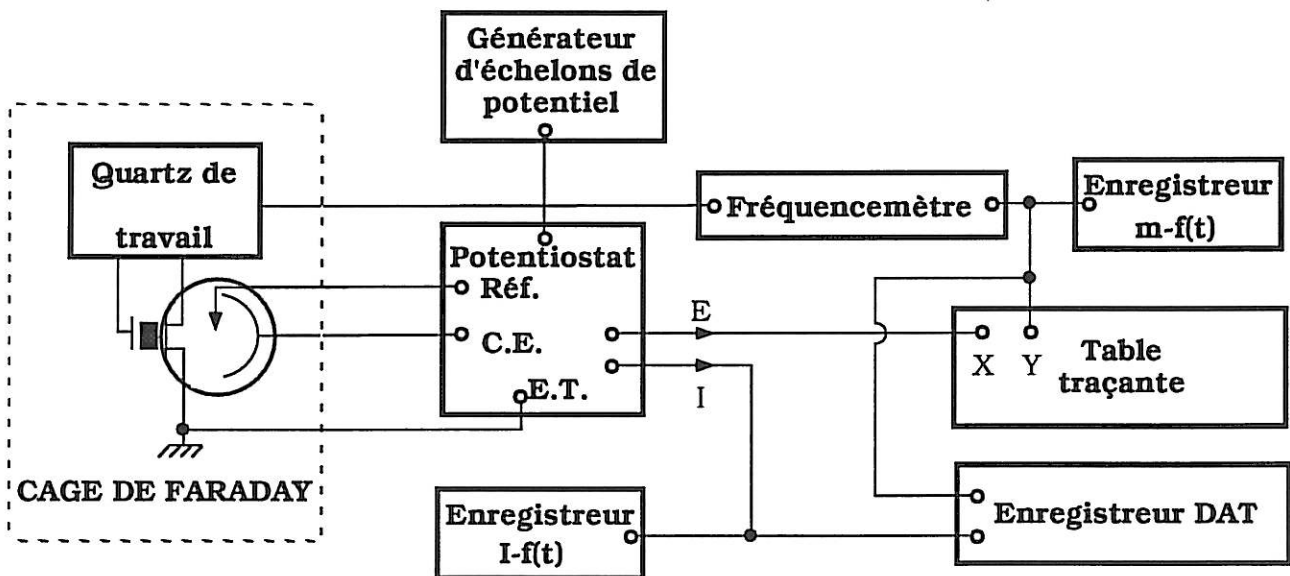 Générateur
d'échelons de
potentiel
Quartz de
travail
Fréquencemètre
Enregistreur
m-f(t)
Potentiostat
Réf.
C.E.
E.T.
E
I
X
Y
Table
traçante
CAGE DE FARADAY
Enregistreur
I-f(t)
Enregistreur DAT